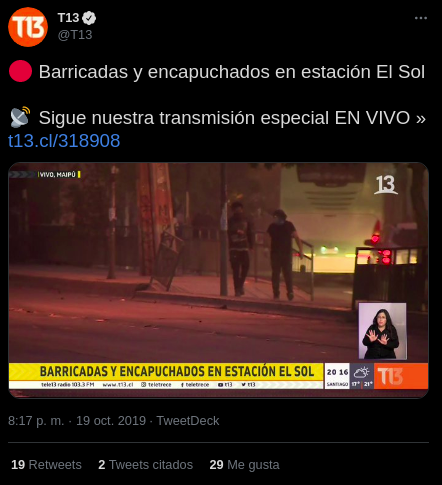 T13
T13
@T13
Barricadas y encapuchados en estación El Sol
Sigue nuestra transmisión especial EN VIVO »
t13.cl/318908
VIVO, MAIPÚ
13
BARRICADAS Y ENCAPUCHADOS EN ESTACIÓN EL SOL
tele13 radio 103.3 FM www.t13.cl teletrece teletrece t13 t13
20 16
SANTIAGO 17° 21°
T13
8:17 p. m. · 19 oct. 2019 · TweetDeck
19 Retweets 2 Tweets citados 29 Me gusta